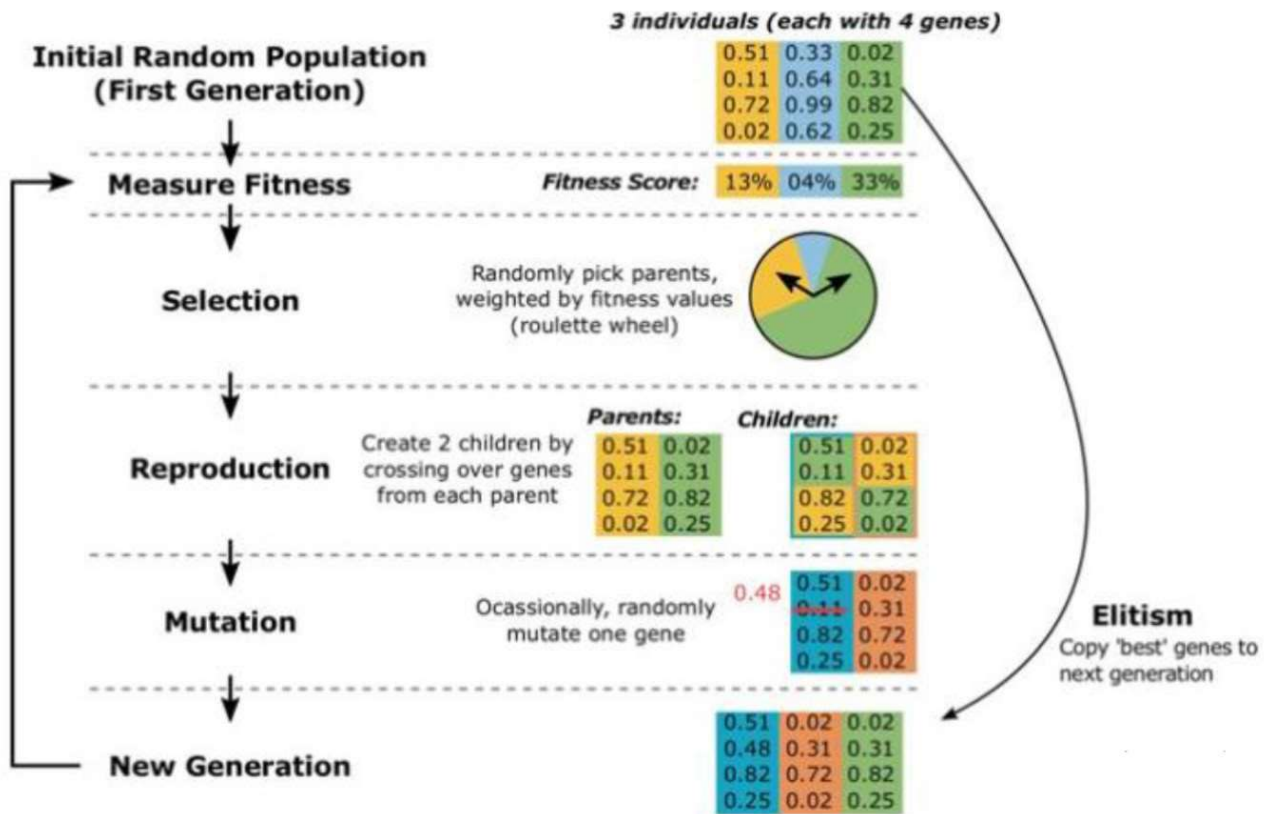 3 individuals (each with 4 genes)
Initial Random Population
(First Generation)
0.51 0.33 0.02
0.11 0.64 0.31
0.72 0.99 0.82
0.02 0.62 0.25
Measure Fitness
Fitness Score: 13% 04% 33%
Selection
Randomly pick parents,
weighted by fitness values
(roulette wheel)
Reproduction
Create 2 children by
crossing over genes
from each parent
Parents:
0.51 0.02
0.11 0.31
0.72 0.82
0.02 0.25
Children:
0.51 0.02
0.11 0.31
0.82 0.72
0.25 0.02
Mutation
Ocassionally, randomly
mutate one gene
0.48
0.51 0.02
0.11 0.31
0.82 0.72
0.25 0.02
Elitism
Copy 'best' genes to
next generation
New Generation
0.51 0.02 0.02
0.48 0.31 0.31
0.82 0.72 0.82
0.25 0.02 0.25